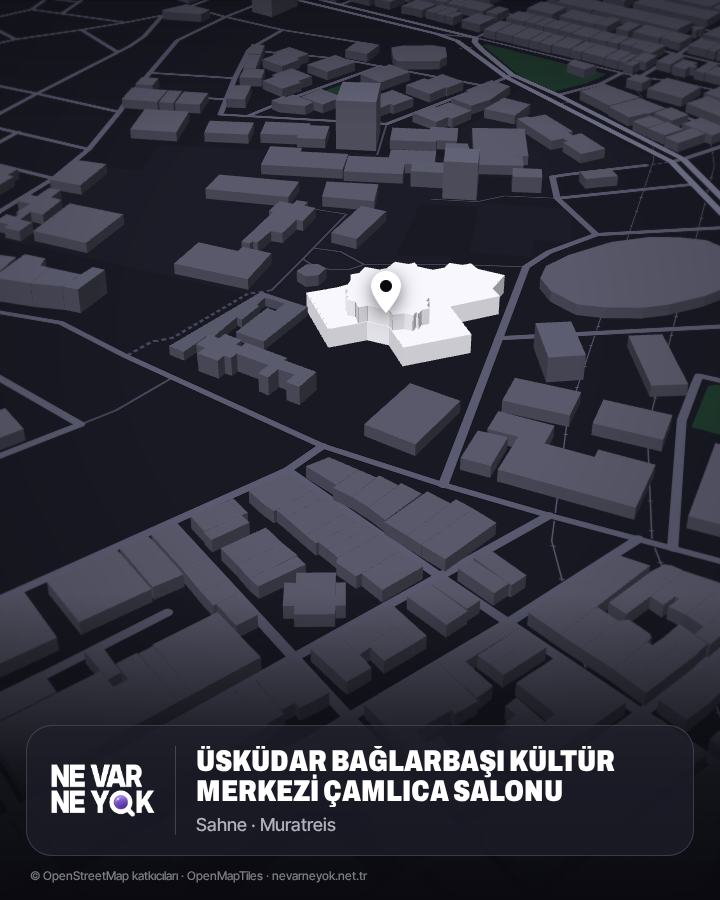 NE VAR
NE YOK
ÜSKÜDAR BAĞLARBAŞI KÜLTÜR
MERKEZİ ÇAMLICA SALONU
Sahne · Muratreis
© OpenStreetMap katkıcıları · OpenMapTiles · nevarneyok.net.tr